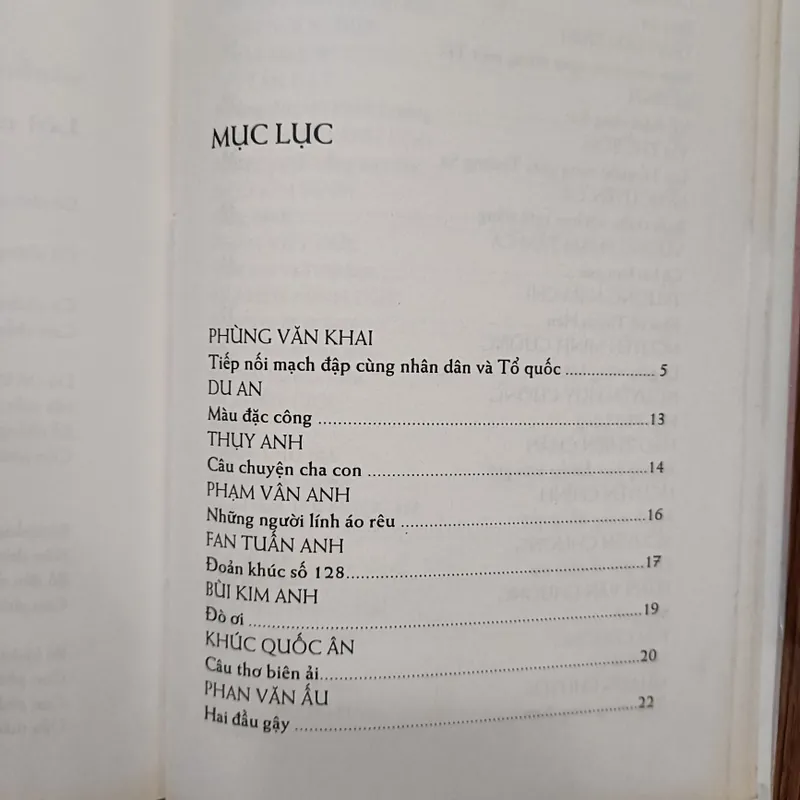 MỤC LỤC
PHÙNG VĂN KHAI
Tiếp nối mạch đập cùng nhân dân và Tổ quốc ..................... 5
DU AN
Màu đặc công ...............................................................13
THỤY ANH
Câu chuyện cha con ......................................................14
PHẠM VÂN ANH
Những người lính áo rêu ................................................16
FAN TUẤN ANH
Đoản khúc số 128..........................................................17
BÙI KIM ANH
Đò ơi ............................................................................19
KHÚC QUỐC ÂN
Câu thơ biên ải..............................................................20
PHAN VĂN ẤU
Hai đầu gậy ..................................................................22